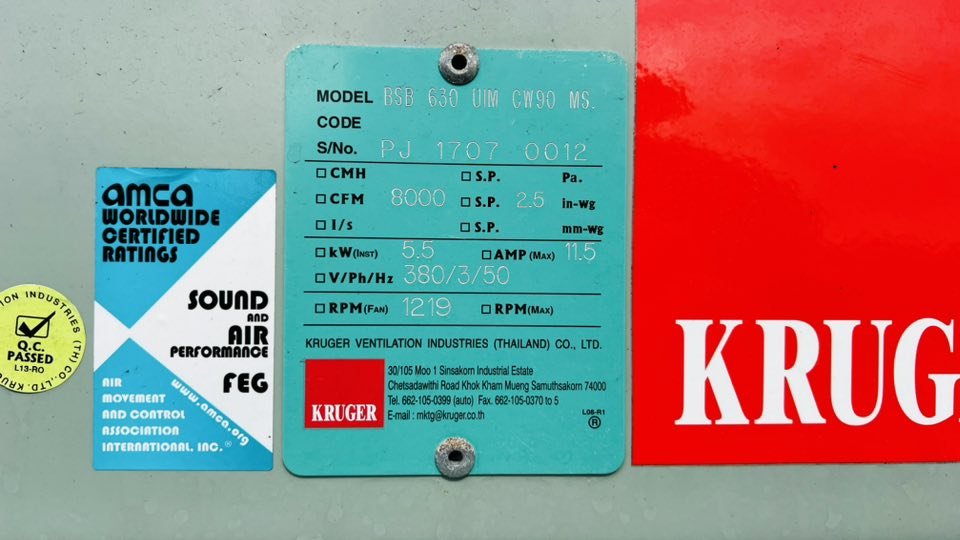 MODEL BSB 630 UIM CW90 MS.
CODE
S/No. PJ 1707 0012
CMH S.P. Pa.
CFM 8000 S.P. 2.5 in-wg
l/s S.P. mm-wg
kW(INST) 5.5 AMP(MAX) 11.5
V/Ph/Hz 380/3/50
RPM(FAN) 1219 RPM(MAX)
KRUGER VENTILATION INDUSTRIES (THAILAND) CO., LTD.
KRUGER
30/105 Moo 1 Sinsakorn Industrial Estate
Chetsadawithi Road Khok Kham Mueng Samuthsakorn 74000
Tel. 662-105-0399 (auto) Fax. 662-105-0370 to 5
E-mail : mktg@kruger.co.th
L08-R1
®
amca
WORLDWIDE
CERTIFIED
RATINGS
SOUND
AND
AIR
PERFORMANCE
FEG
www.amca.org
AIR
MOVEMENT
AND CONTROL
ASSOCIATION
INTERNATIONAL, INC.®
ION INDUSTRIES (TH) CO.,LTD. KRU
Q.C.
PASSED
L13-RO
KRUG